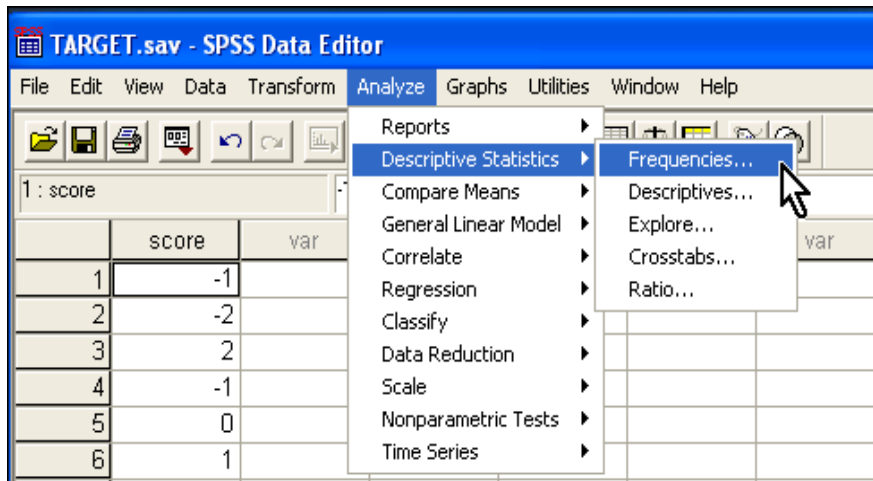 SPSS
TARGET.sav - SPSS Data Editor
File Edit View Data Transform Analyze Graphs Utilities Window Help
Reports
Descriptive Statistics
Compare Means
General Linear Model
Correlate
Regression
Classify
Data Reduction
Scale
Nonparametric Tests
Time Series
Frequencies...
Descriptives...
Explore...
Crosstabs...
Ratio...
1 : score
score var var
1 -1
2 -2
3 2
4 -1
5 0
6 1